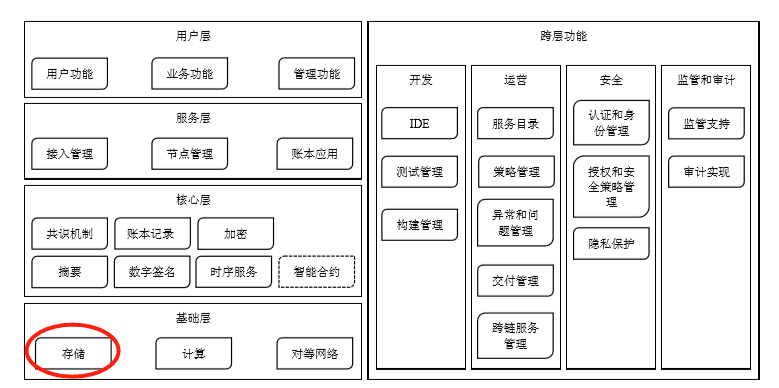 用户层
用户功能
业务功能
管理功能
服务层
接入管理
节点管理
账本应用
核心层
共识机制
账本记录
加密
摘要
数字签名
时序服务
智能合约
基础层
存储
计算
对等网络
跨层功能
开发
IDE
测试管理
构建管理
运营
服务目录
策略管理
异常和问
题管理
交付管理
跨链服务
管理
安全
认证和身
份管理
授权和安
全策略管
理
隐私保护
监管和审计
监管支持
审计实现